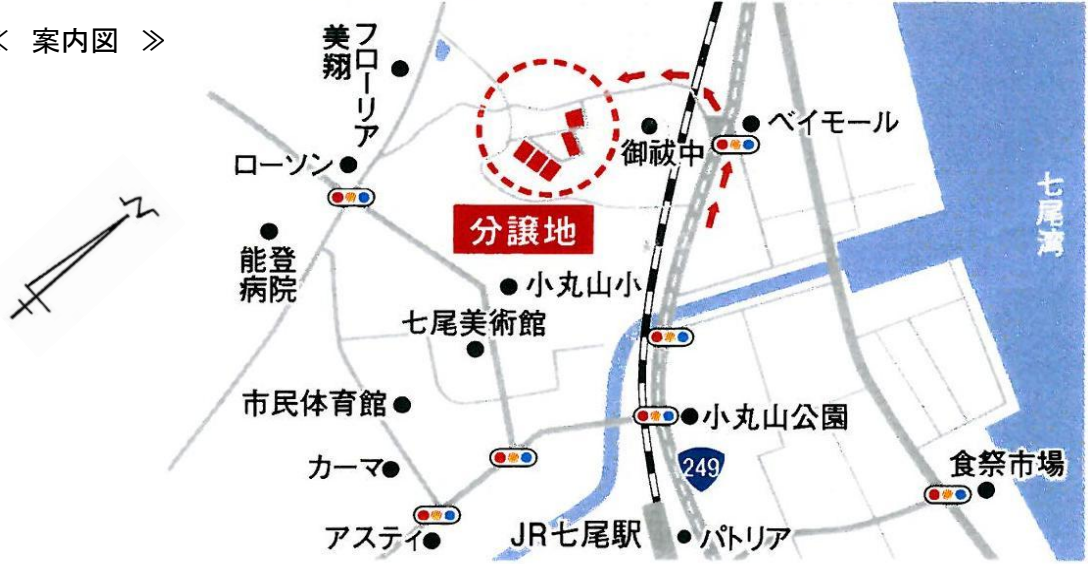 ≪ 案内図 ≫
フローリア
美翔
ローソン
能登
病院
分譲地
御祓中
ベイモール
七尾湾
小丸山小
七尾美術館
市民体育館
小丸山公園
カーマ
249
食祭市場
アスティ
JR七尾駅
パトリア